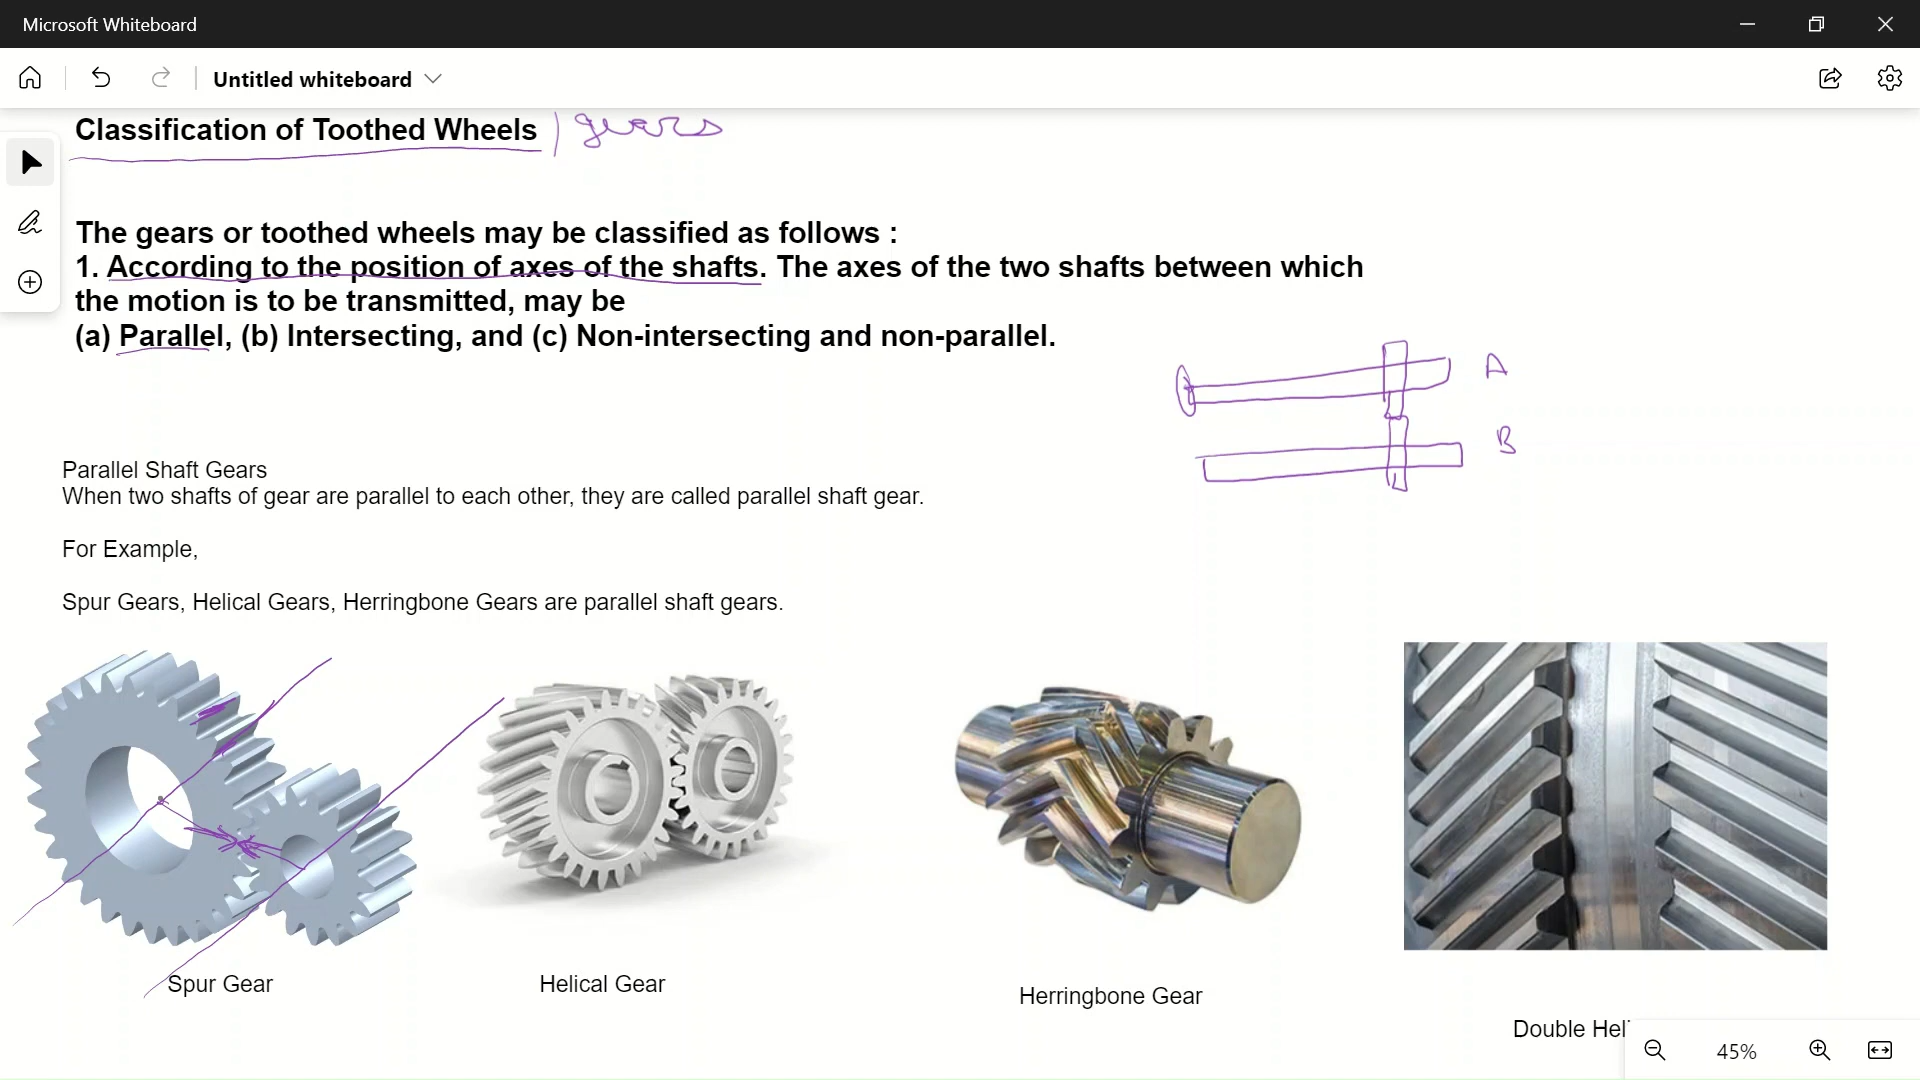 Microsoft Whiteboard
Untitled whiteboard
Classification of Toothed Wheels | gears
The gears or toothed wheels may be classified as follows :
1. According to the position of axes of the shafts. The axes of the two shafts between which
the motion is to be transmitted, may be
(a) Parallel, (b) Intersecting, and (c) Non-intersecting and non-parallel.
A
B
Parallel Shaft Gears
When two shafts of gear are parallel to each other, they are called parallel shaft gear.
For Example,
Spur Gears, Helical Gears, Herringbone Gears are parallel shaft gears.
Spur Gear
Helical Gear
Herringbone Gear
Double Heli
45%